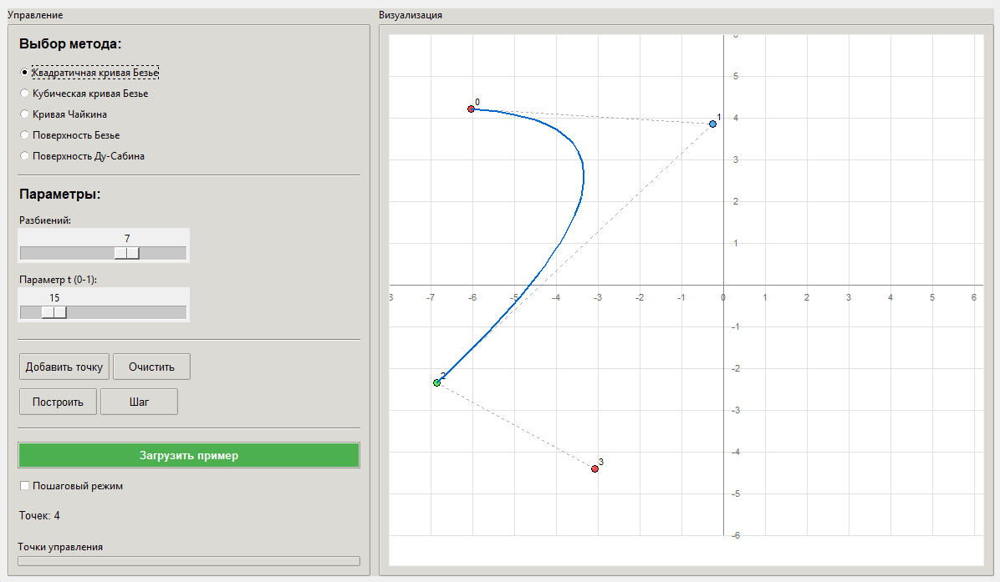 Управление
Выбор метода:
Квадратичная кривая Безье
Кубическая кривая Безье
Кривая Чайкина
Поверхность Безье
Поверхность Ду-Сабина
Параметры:
Разбиений:
7
Параметр t (0-1):
15
Добавить точку Очистить
Построить Шаг
Загрузить пример
Пошаговый режим
Точек: 4
Точки управления
Визуализация
5
0
1
4
3
2
1
-7 -6 -5 -4 -3 -2 -1 0 1 2 3 4 5 6
-1
-2
2
-3
-4
3
-5
-6